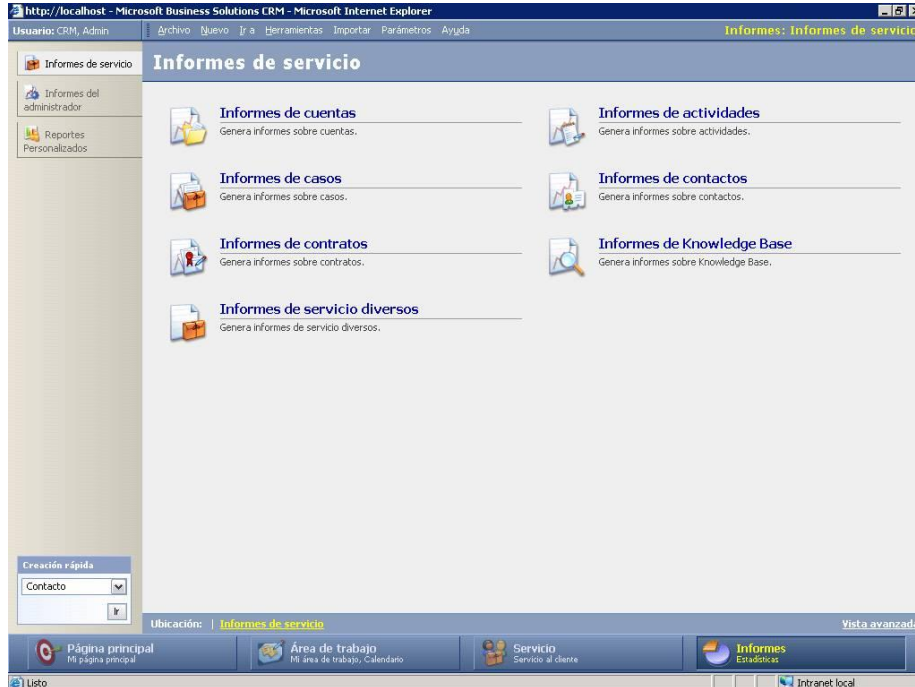 http://localhost - Microsoft Business Solutions CRM - Microsoft Internet Explorer
Usuario: CRM, Admin
Archivo Nuevo Ir a Herramientas Importar Parámetros Ayuda
Informes: Informes de servicio
Informes de servicio
Informes del
administrador
Reportes
Personalizados
Informes de servicio
Informes de cuentas
Genera informes sobre cuentas.
Informes de actividades
Genera informes sobre actividades.
Informes de casos
Genera informes sobre casos.
Informes de contactos
Genera informes sobre contactos.
Informes de contratos
Genera informes sobre contratos.
Informes de Knowledge Base
Genera informes sobre Knowledge Base.
Informes de servicio diversos
Genera informes de servicio diversos.
Creación rápida
Contacto
Ir
Ubicación: | Informes de servicio
Vista avanzada
Página principal
Mi página principal
Área de trabajo
Mi área de trabajo, Calendario
Servicio
Servicio al cliente
Informes
Estadísticas
Listo
Intranet local